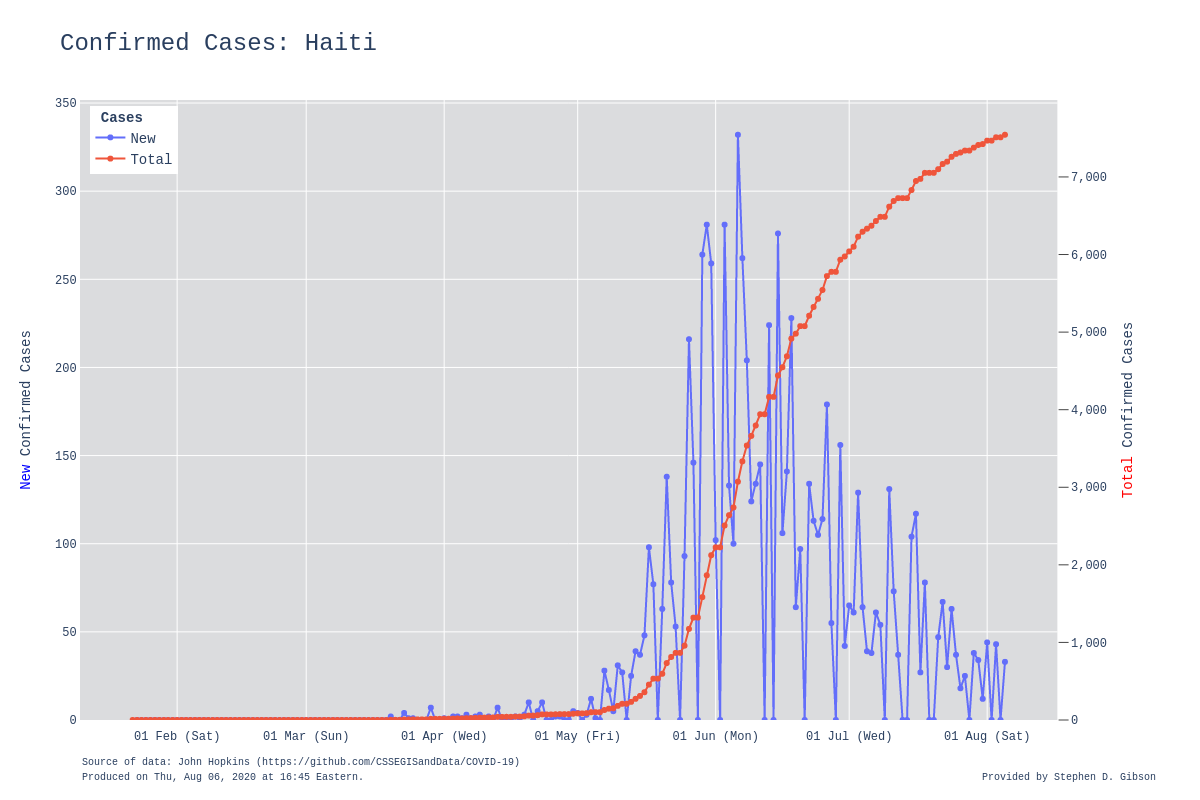 Confirmed Cases: Haiti
Cases
New
Total
350
300
250
200
150
100
50
0
7,000
6,000
5,000
4,000
3,000
2,000
1,000
0
New Confirmed Cases
Total Confirmed Cases
01 Feb (Sat)
01 Mar (Sun)
01 Apr (Wed)
01 May (Fri)
01 Jun (Mon)
01 Jul (Wed)
01 Aug (Sat)
Source of data: John Hopkins (https://github.com/CSSEGISandData/COVID-19)
Produced on Thu, Aug 06, 2020 at 16:45 Eastern.
Provided by Stephen D. Gibson